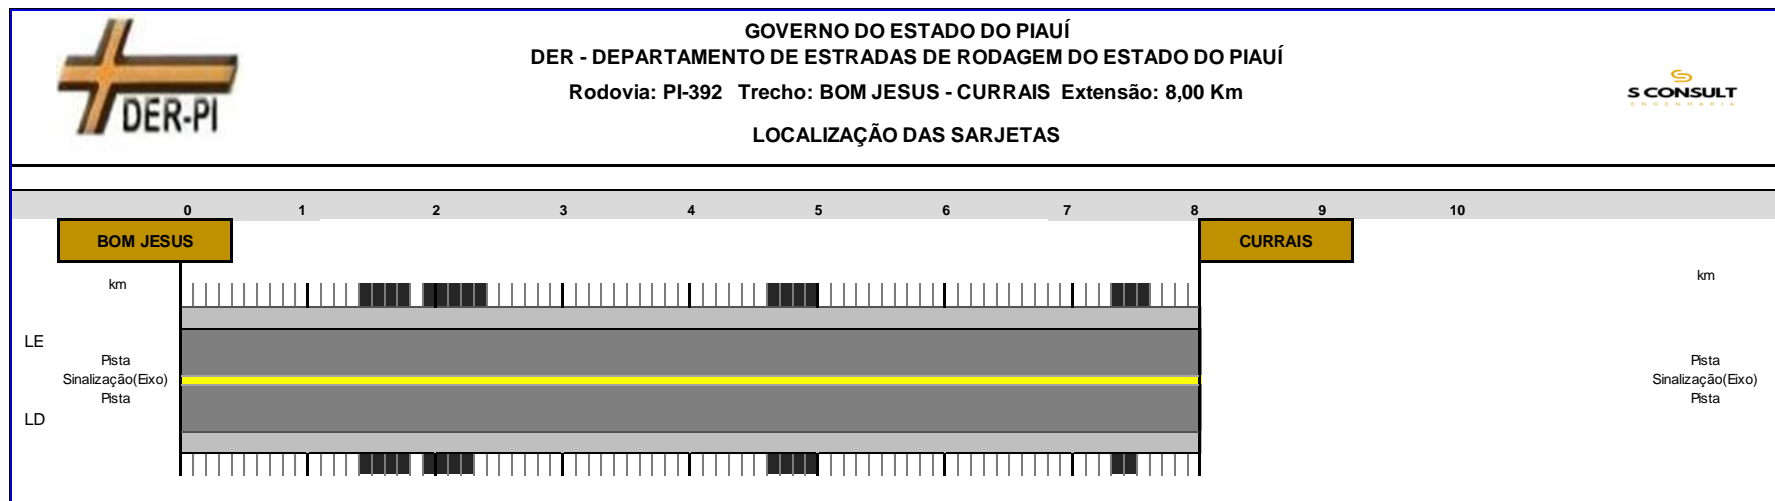 GOVERNO DO ESTADO DO PIAUÍ
DER - DEPARTAMENTO DE ESTRADAS DE RODAGEM DO ESTADO DO PIAUÍ
Rodovia: PI-392 Trecho: BOM JESUS - CURRAIS Extensão: 8,00 Km
LOCALIZAÇÃO DAS SARJETAS
DER-PI
S CONSULT
ENGENHARIA
0 1 2 3 4 5 6 7 8 9 10
BOM JESUS CURRAIS
km km
LE
Pista Pista
Sinalização(Eixo) Sinalização(Eixo)
Pista Pista
LD